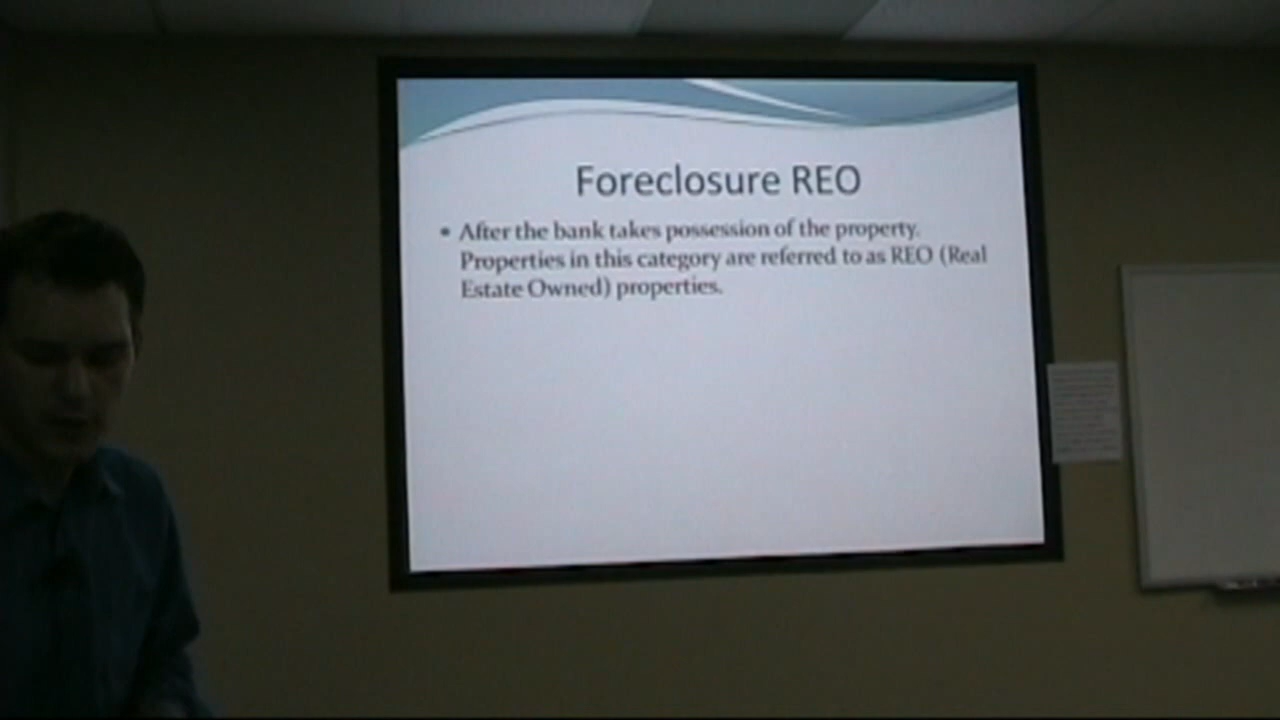 Foreclosure REO
• After the bank takes possession of the property.
Properties in this category are referred to as REO (Real
Estate Owned) properties.